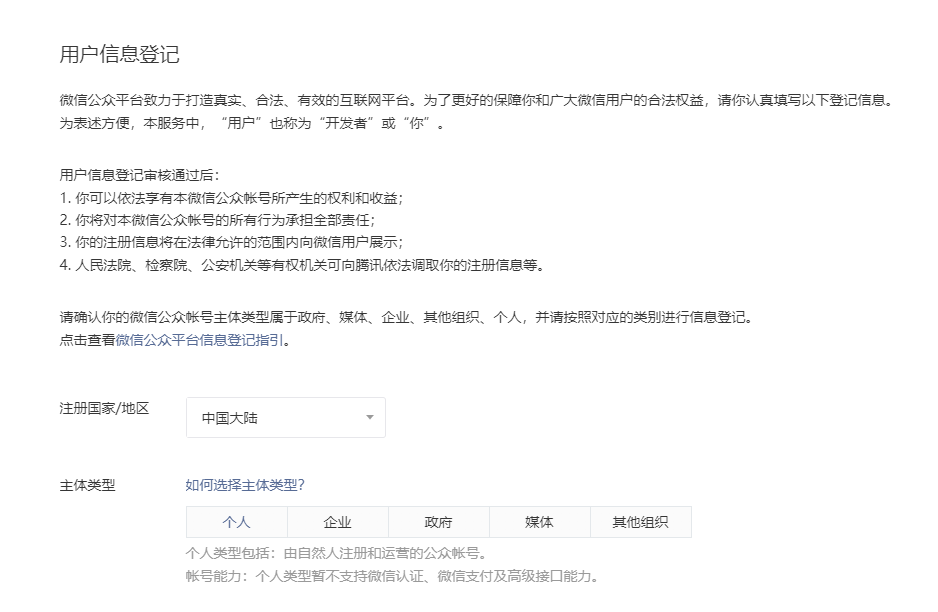 用户信息登记
微信公众平台致力于打造真实、合法、有效的互联网平台。为了更好的保障你和广大微信用户的合法权益，请你认真填写以下登记信息。
为表述方便，本服务中，“用户”也称为“开发者”或“你”。
用户信息登记审核通过后：
1. 你可以依法享有本微信公众帐号所产生的权利和收益；
2. 你将对本微信公众帐号的所有行为承担全部责任；
3. 你的注册信息将在法律允许的范围内向微信用户展示；
4. 人民法院、检察院、公安机关等有权机关可向腾讯依法调取你的注册信息等。
请确认你的微信公众帐号主体类型属于政府、媒体、企业、其他组织、个人，并请按照对应的类别进行信息登记。
点击查看微信公众平台信息登记指引。
注册国家/地区 中国大陆
主体类型 如何选择主体类型？
个人 企业 政府 媒体 其他组织
个人类型包括：由自然人注册和运营的公众帐号。
帐号能力：个人类型暂不支持微信认证、微信支付及高级接口能力。